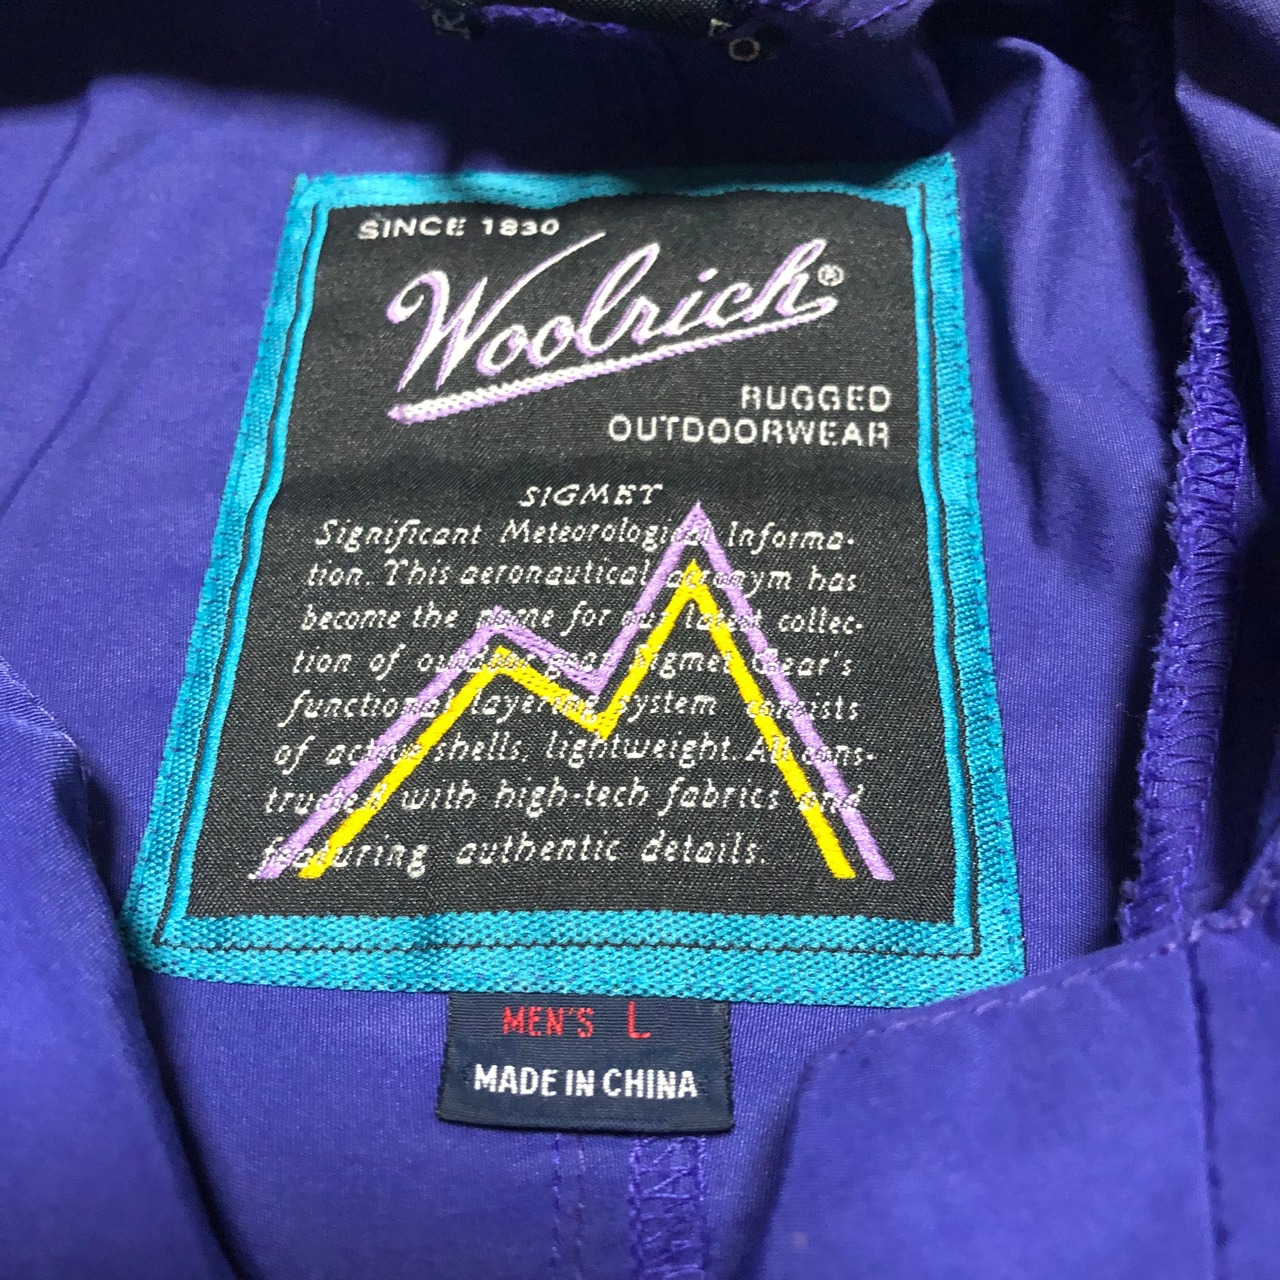 SINCE 1830
Woolrich®
RUGGED
OUTDOORWEAR
SIGMET
Significant Meteorological Informa-
tion. This aeronautical acronym has
become the name for our latest collec-
tion of outdoor gear. Sigmet Gear's
functional layering system consists
of active shells, lightweight. All cons-
tructed with high-tech fabrics and
featuring authentic details.
MEN'S L
MADE IN CHINA